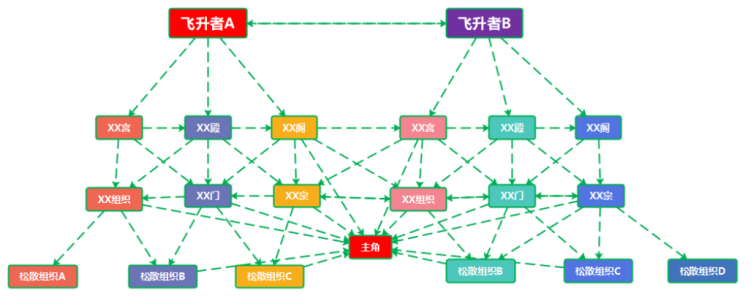 飞升者A
飞升者B
XX宫
XX殿
XX阁
XX宫
XX殿
XX阁
XX组织
XX门
XX宗
XX组织
XX门
XX宗
主角
松散组织A
松散组织B
松散组织C
松散组织B
松散组织C
松散组织D